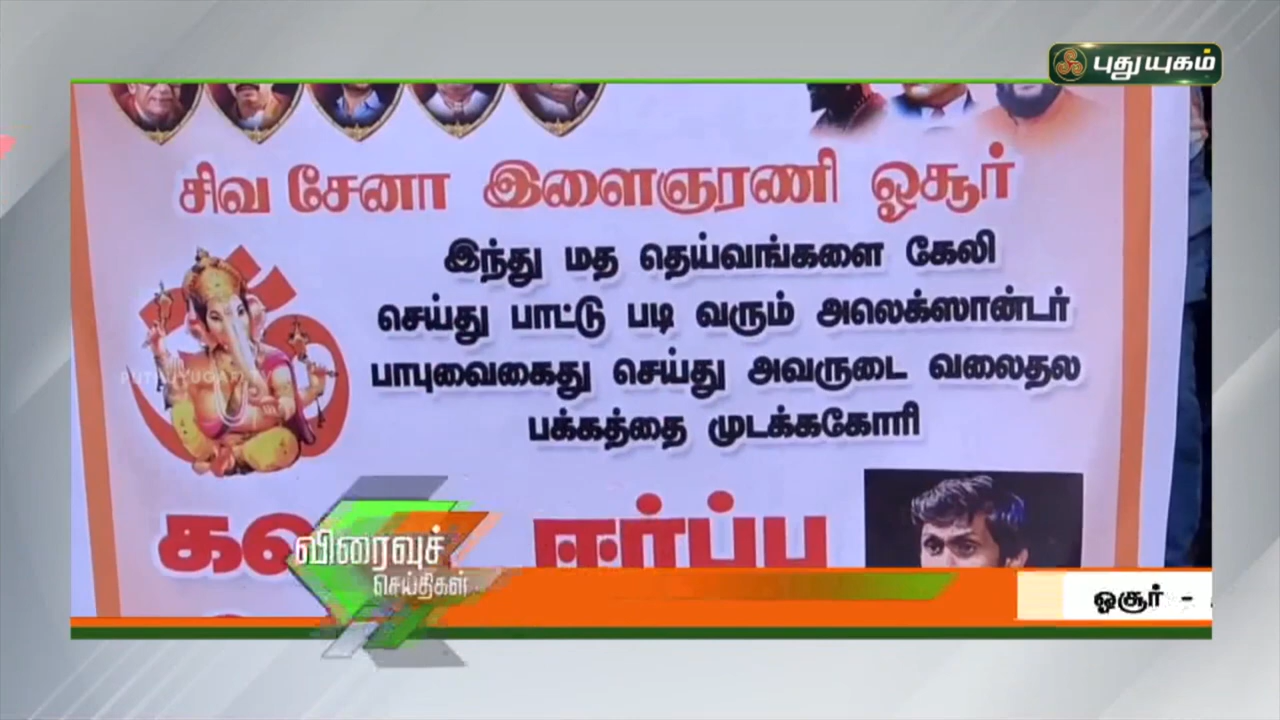 புதுயுகம்
சிவ சேனா இளைஞரணி ஓசூர்
இந்து மத தெய்வங்களை கேலி
செய்து பாட்டு படி வரும் அலெக்ஸான்டர்
பாபுவைகைது செய்து அவருடை வலைதல
பக்கத்தை முடக்ககோரி
ஈர்ப்பு
விரைவுச்
செய்திகள்
ஓசூர் -